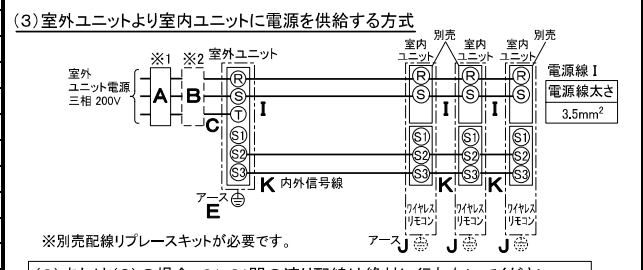 (3)室外ユニットより室内ユニットに電源を供給する方式
※1 ※2 室外ユニット
室外
ユニット電源
三相 200V
A
B
C
R
S
T
S1
S2
S3
I
K 内外信号線
アース
E
室内
ユニット
別売
室内
ユニット
室内
ユニット
別売
R
S
I
R
S
I
R
S
S1
S2
S3
K
S1
S2
S3
K
S1
S2
S3
ワイヤレス
リモコン
ワイヤレス
リモコン
ワイヤレス
リモコン
アース J
J
J
電源線 I
電源線太さ
3.5mm²
※別売配線リプレースキットが必要です。